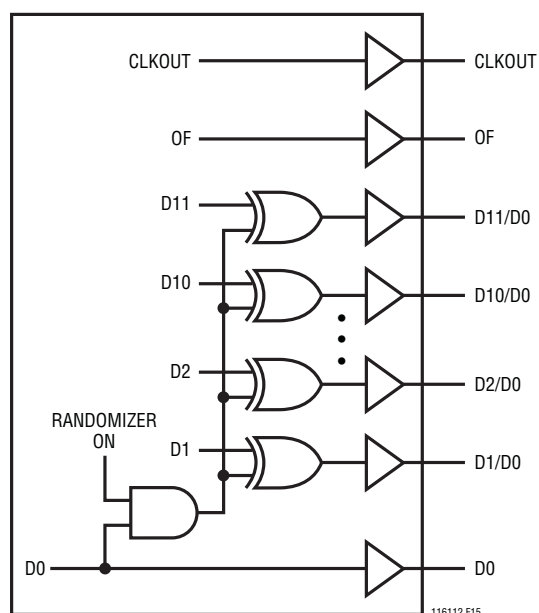 CLKOUT CLKOUT
OF OF
D11 D11/D0
D10 D10/D0
D2 D2/D0
RANDOMIZER
ON
D1 D1/D0
D0 D0
116112 F15